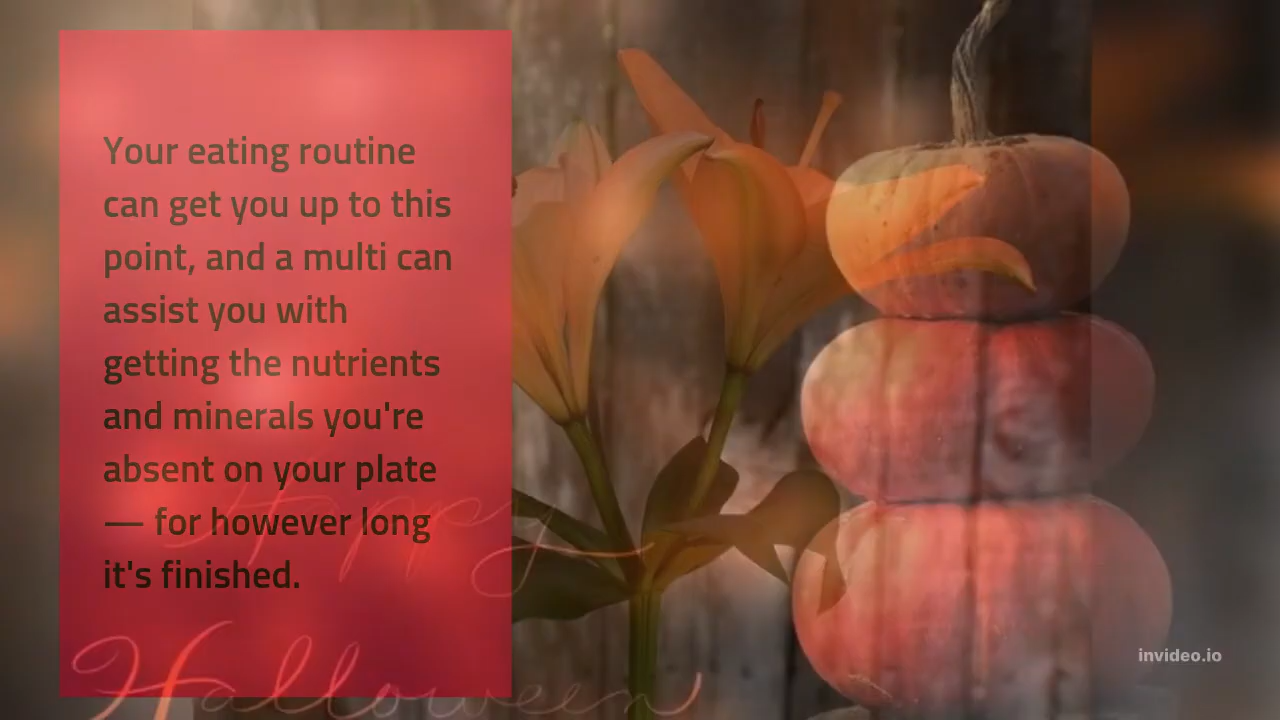 Your eating routine
can get you up to this
point, and a multi can
assist you with
getting the nutrients
and minerals you're
absent on your plate
— for however long
it's finished.
Happy
Halloween
invideo.io